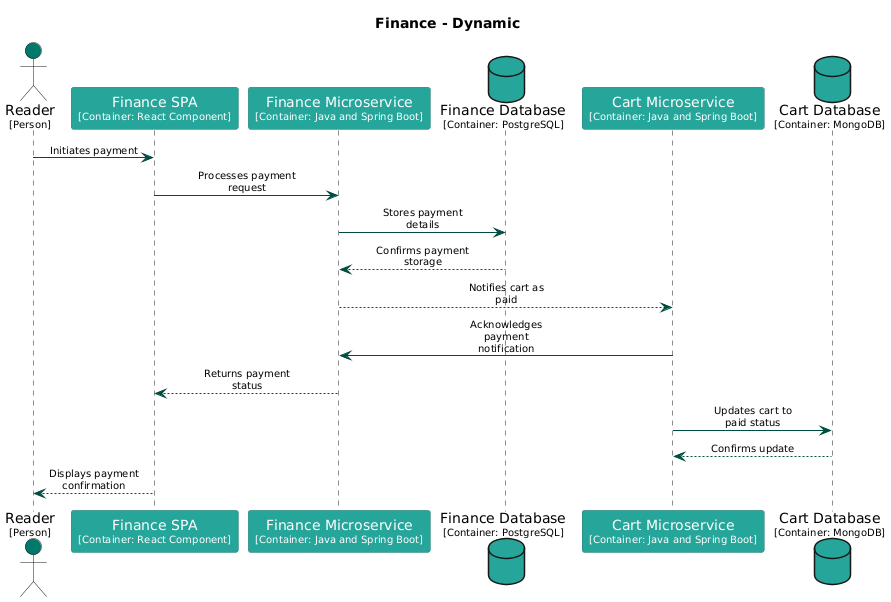 Finance - Dynamic
Reader
[Person]
Finance SPA
[Container: React Component]
Finance Microservice
[Container: Java and Spring Boot]
Finance Database
[Container: PostgreSQL]
Cart Microservice
[Container: Java and Spring Boot]
Cart Database
[Container: MongoDB]
Initiates payment
Processes payment
request
Stores payment
details
Confirms payment
storage
Notifies cart as
paid
Acknowledges
payment
notification
Returns payment
status
Updates cart to
paid status
Confirms update
Displays payment
confirmation
Reader
[Person]
Finance SPA
[Container: React Component]
Finance Microservice
[Container: Java and Spring Boot]
Finance Database
[Container: PostgreSQL]
Cart Microservice
[Container: Java and Spring Boot]
Cart Database
[Container: MongoDB]